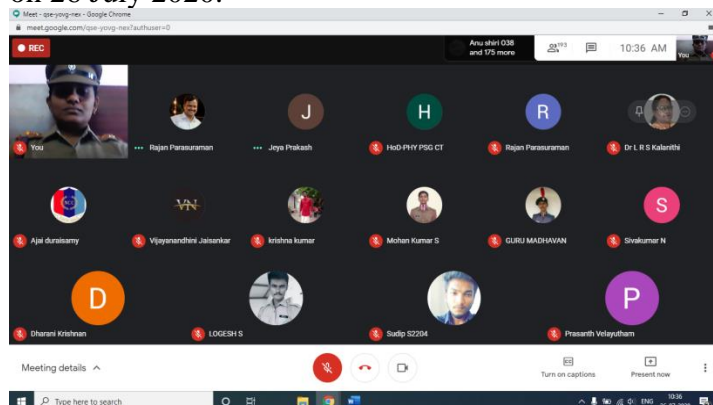 on 26 July 2020.
Meet - qse-yovg-nex - Google Chrome
meet.google.com/qse-yovg-nex?authuser=0
REC
Anu shiri 038
and 175 more
193
10:36 AM
You
J
H
R
You
Rajan Parasuraman
Jeya Prakash
HoD-PHY PSG CT
Rajan Parasuraman
Dr L R S Kalanithi
VN
S
Ajai duraisamy
Vijayanandhini Jaisankar
krishna kumar
Mohan Kumar S
GURU MADHAVAN
Sivakumar N
D
P
Dharani Krishnan
LOGESH S
Sudip S2204
Prasanth Velayutham
Meeting details
Turn on captions
Present now
Type here to search
ENG
10:36